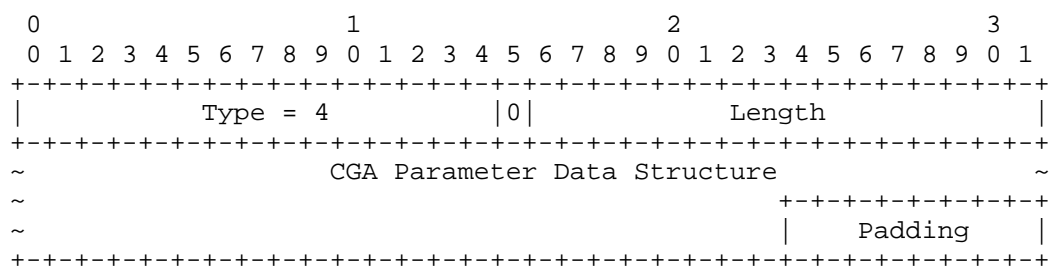 0                   1                   2                   3
 0 1 2 3 4 5 6 7 8 9 0 1 2 3 4 5 6 7 8 9 0 1 2 3 4 5 6 7 8 9 0 1
+-+-+-+-+-+-+-+-+-+-+-+-+-+-+-+-+-+-+-+-+-+-+-+-+-+-+-+-+-+-+-+-+
|           Type = 4          |0|             Length            |
+-+-+-+-+-+-+-+-+-+-+-+-+-+-+-+-+-+-+-+-+-+-+-+-+-+-+-+-+-+-+-+-+
~                   CGA Parameter Data Structure                ~
~                                               +-+-+-+-+-+-+-+-+
~                                               |    Padding    |
+-+-+-+-+-+-+-+-+-+-+-+-+-+-+-+-+-+-+-+-+-+-+-+-+-+-+-+-+-+-+-+-+